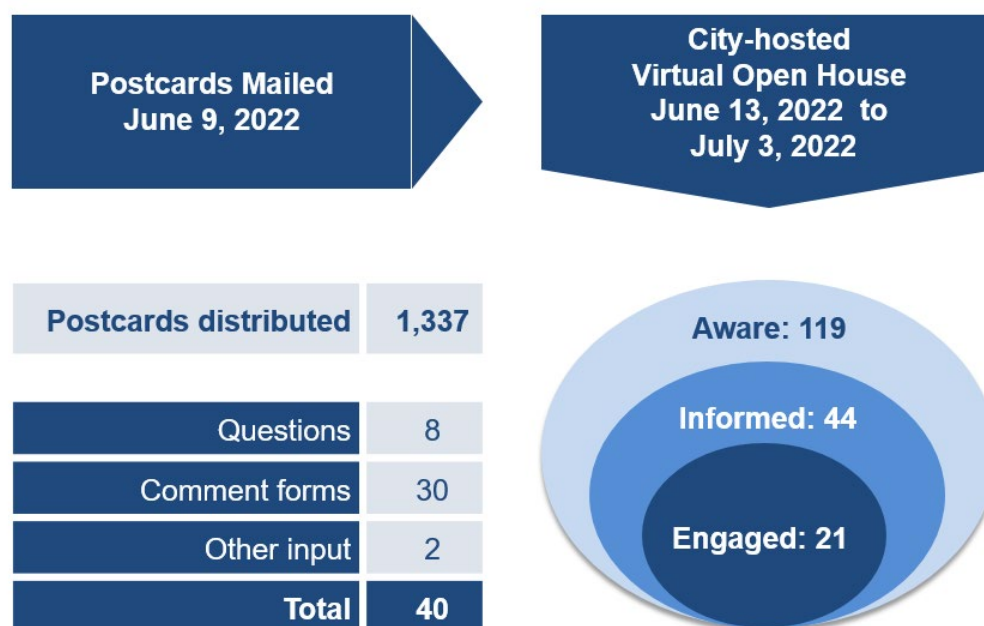 Postcards Mailed
June 9, 2022
City-hosted
Virtual Open House
June 13, 2022 to
July 3, 2022
Postcards distributed 1,337
Questions 8
Comment forms 30
Other input 2
Total 40
Aware: 119
Informed: 44
Engaged: 21